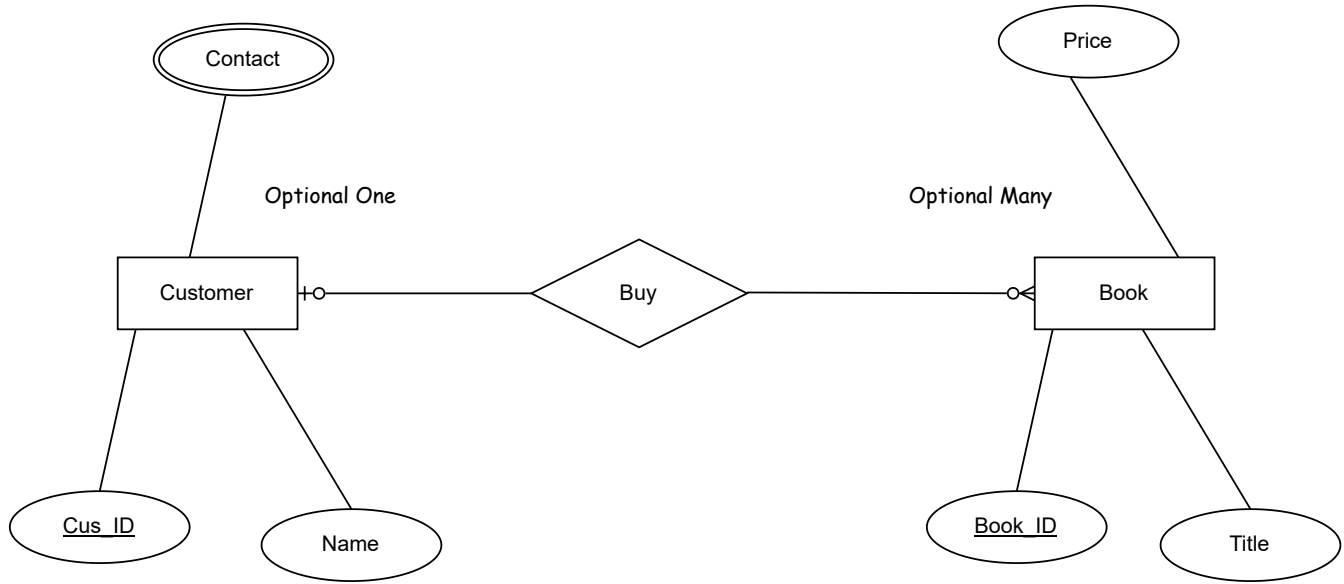 Contact
Price
Optional One
Optional Many
Customer
Buy
Book
Cus_ID
Name
Book_ID
Title